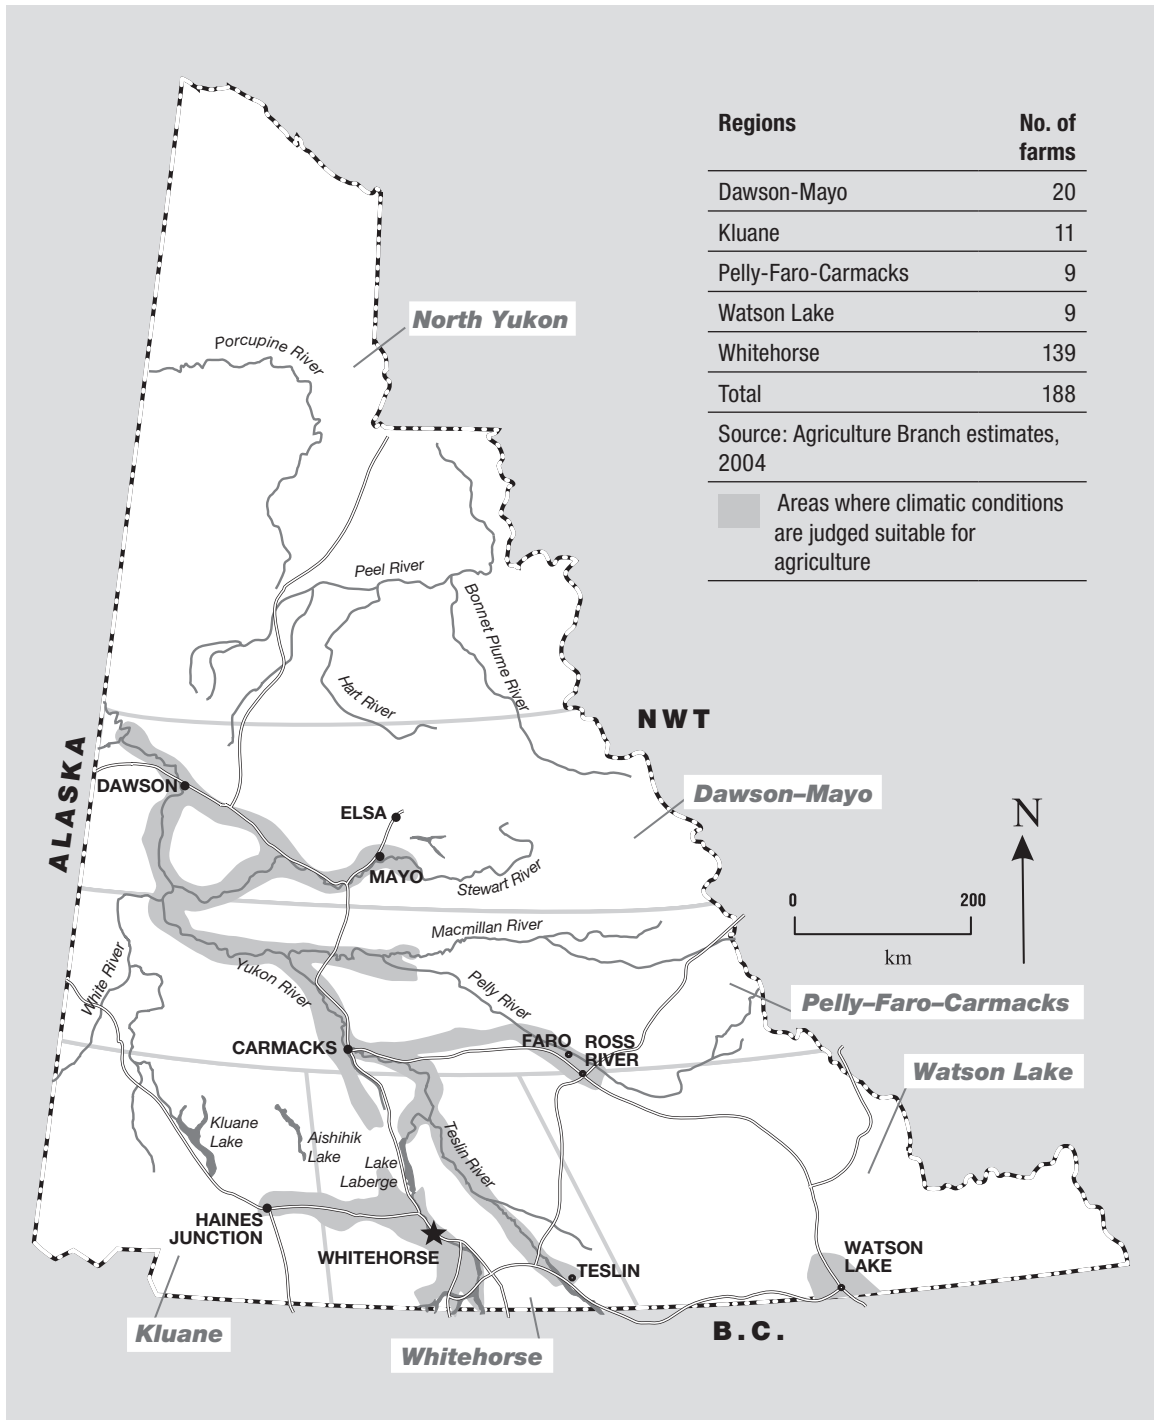 Regions No. of
farms
Dawson-Mayo 20
Kluane 11
Pelly-Faro-Carmacks 9
Watson Lake 9
Whitehorse 139
Total 188
Source: Agriculture Branch estimates,
2004
Areas where climatic conditions
are judged suitable for
agriculture
North Yukon
Porcupine River
Peel River
Bonnet Plume River
Hart River
NWT
ALASKA
DAWSON
Dawson–Mayo
ELSA
MAYO
Stewart River
N
0 200
km
Macmillan River
White River
Yukon River
Pelly River
Pelly–Faro–Carmacks
CARMACKS
FARO
ROSS
RIVER
Watson Lake
Kluane
Lake
Aishihik
Lake
Lake
Laberge
Teslin River
HAINES
JUNCTION
WHITEHORSE
TESLIN
WATSON
LAKE
B.C.
Kluane
Whitehorse